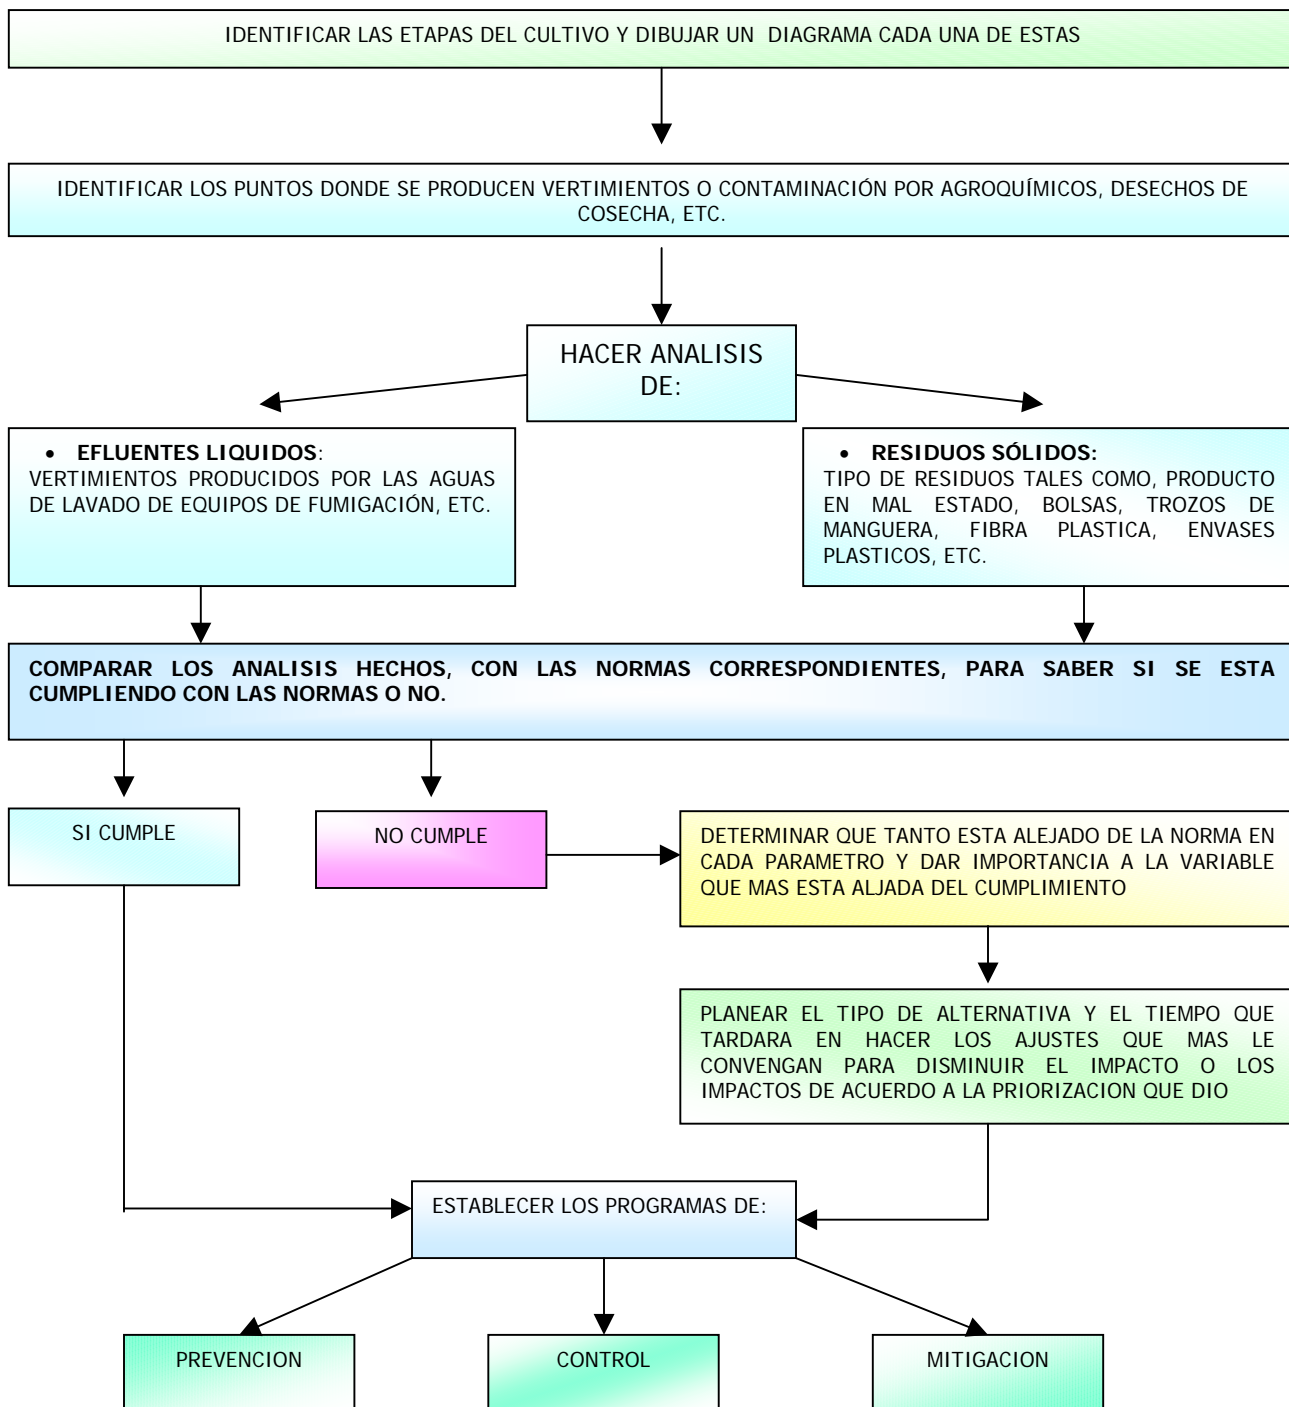 IDENTIFICAR LAS ETAPAS DEL CULTIVO Y DIBUJAR UN DIAGRAMA CADA UNA DE ESTAS
IDENTIFICAR LOS PUNTOS DONDE SE PRODUCEN VERTIMIENTOS O CONTAMINACIÓN POR AGROQUÍMICOS, DESECHOS DE
COSECHA, ETC.
HACER ANALISIS
DE:
• EFLUENTES LIQUIDOS:
VERTIMIENTOS PRODUCIDOS POR LAS AGUAS
DE LAVADO DE EQUIPOS DE FUMIGACIÓN, ETC.
• RESIDUOS SÓLIDOS:
TIPO DE RESIDUOS TALES COMO, PRODUCTO
EN MAL ESTADO, BOLSAS, TROZOS DE
MANGUERA, FIBRA PLASTICA, ENVASES
PLASTICOS, ETC.
COMPARAR LOS ANALISIS HECHOS, CON LAS NORMAS CORRESPONDIENTES, PARA SABER SI SE ESTA
CUMPLIENDO CON LAS NORMAS O NO.
SI CUMPLE
NO CUMPLE
DETERMINAR QUE TANTO ESTA ALEJADO DE LA NORMA EN
CADA PARAMETRO Y DAR IMPORTANCIA A LA VARIABLE
QUE MAS ESTA ALJADA DEL CUMPLIMIENTO
PLANEAR EL TIPO DE ALTERNATIVA Y EL TIEMPO QUE
TARDARA EN HACER LOS AJUSTES QUE MAS LE
CONVENGAN PARA DISMINUIR EL IMPACTO O LOS
IMPACTOS DE ACUERDO A LA PRIORIZACION QUE DIO
ESTABLECER LOS PROGRAMAS DE:
PREVENCION
CONTROL
MITIGACION